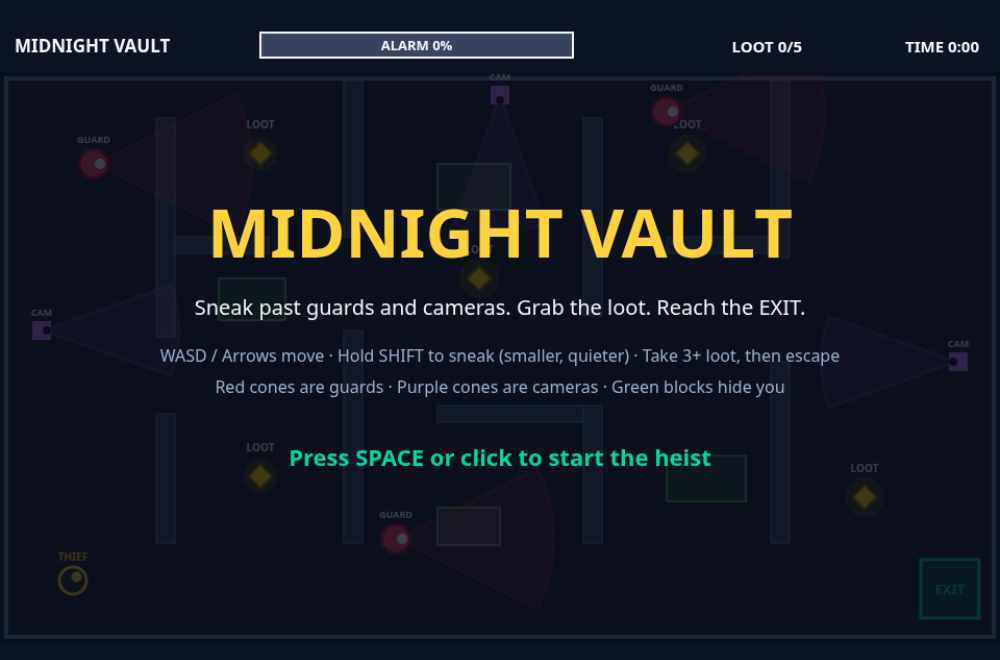 MIDNIGHT VAULT
ALARM 0%
LOOT 0/5
TIME 0:00
CAM
GUARD
LOOT
GUARD
LOOT
MIDNIGHT VAULT
LOOT
Sneak past guards and cameras. Grab the loot. Reach the EXIT.
CAM
CAM
WASD / Arrows move · Hold SHIFT to sneak (smaller, quieter) · Take 3+ loot, then escape
Red cones are guards · Purple cones are cameras · Green blocks hide you
LOOT
Press SPACE or click to start the heist
LOOT
GUARD
THIEF
EXIT